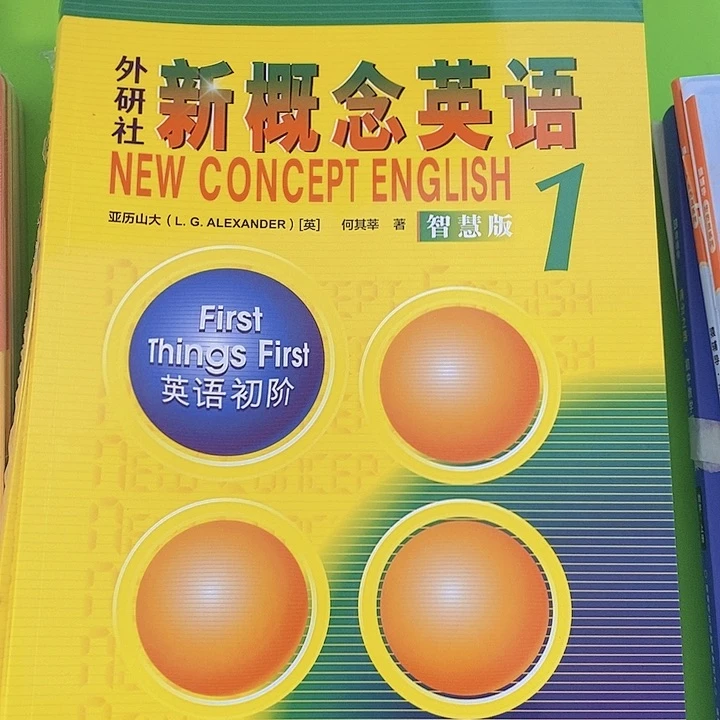 外研社
新概念英语
NEW CONCEPT ENGLISH
1
亚历山大(L. G. ALEXANDER)[英] 何其莘 著
智慧版
First
Things First
英语初阶